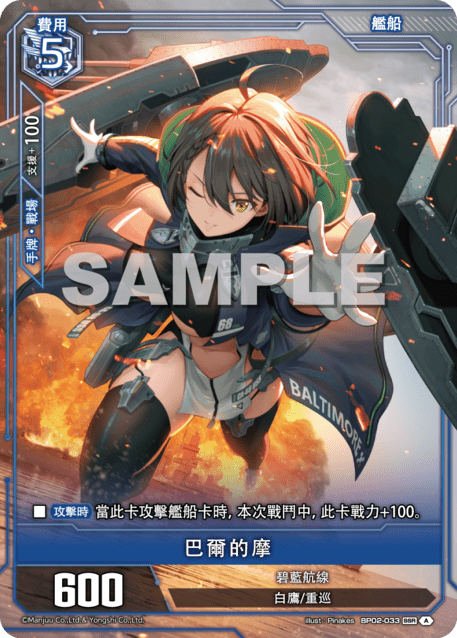 費用
5
艦船
支援+100
手牌・戰場
SAMPLE
68
BALTIMORE
■ 攻擊時 當此卡攻擊艦船卡時, 本次戰鬥中, 此卡戰力+100。
巴爾的摩
600
碧藍航線
白鷹/重巡
©Manjuu Co.,Ltd & Yongshi Co.,Ltd.
illust: Pinakes BP02-033 SSR A